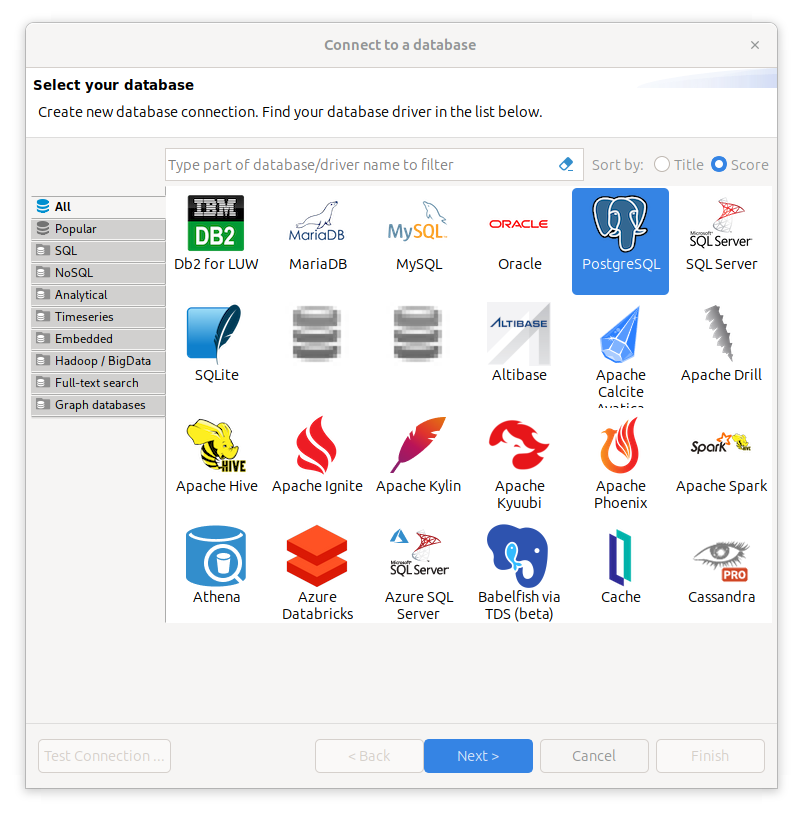 Connect to a database
Select your database
Create new database connection. Find your database driver in the list below.
Type part of database/driver name to filter
Sort by: Title Score
All
Popular
SQL
NoSQL
Analytical
Timeseries
Embedded
Hadoop / BigData
Full-text search
Graph databases
IBM
DB2
Db2 for LUW
MariaDB
MariaDB
MySQL
MySQL
ORACLE
Oracle
PostgreSQL
Microsoft
SQL Server
SQL Server
SQLite
ALTIBASE
Altibase
Apache
Calcite
Avatica
Apache Drill
HIVE
Apache Hive
Apache Ignite
Apache Kylin
Apache
Kyuubi
Apache
Phoenix
Spark
Apache Spark
Athena
Azure
Databricks
Microsoft
SQL Server
Azure SQL
Server
Babelfish via
TDS (beta)
Cache
PRO
Cassandra
Test Connection ...
< Back
Next >
Cancel
Finish